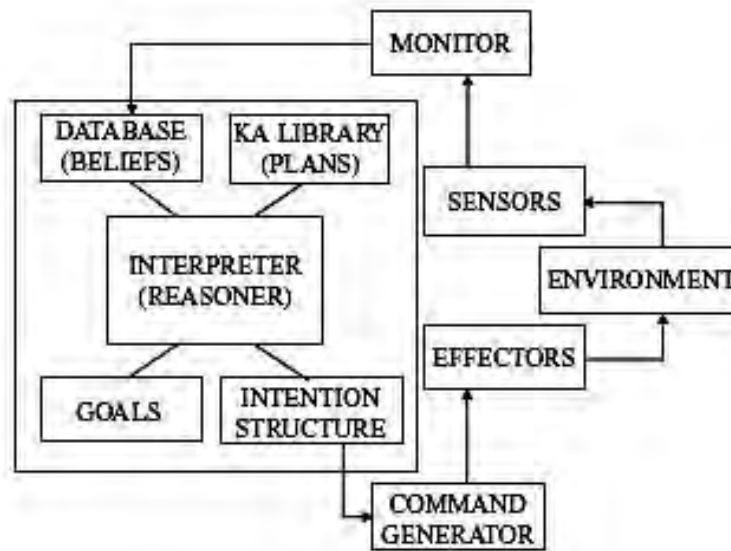 MONITOR
DATABASE
(BELIEFS)
KA LIBRARY
(PLANS)
SENSORS
INTERPRETER
(REASONER)
ENVIRONMENT
EFFECTORS
GOALS
INTENTION
STRUCTURE
COMMAND
GENERATOR